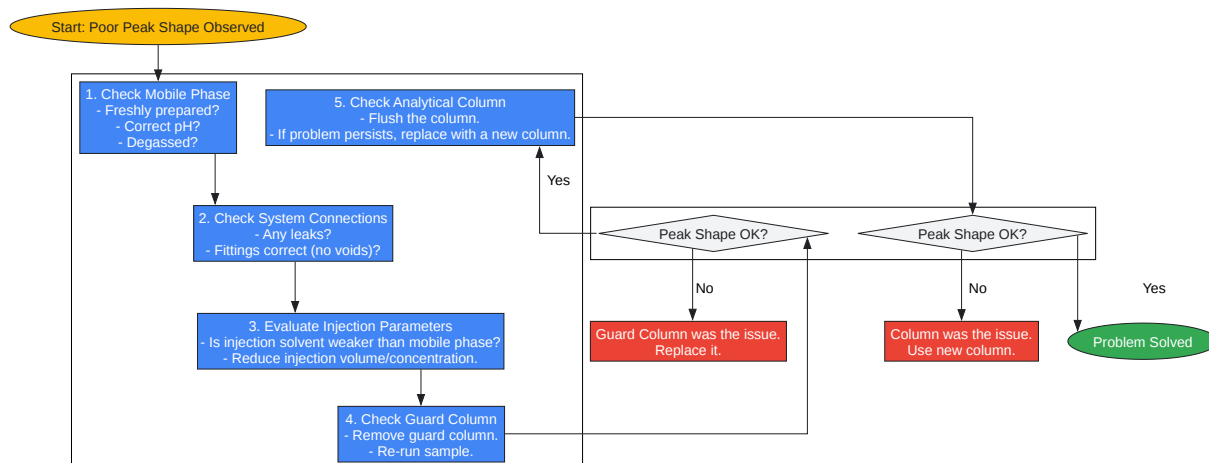 Start: Poor Peak Shape Observed
1. Check Mobile Phase
- Freshly prepared?
- Correct pH?
- Degassed?
5. Check Analytical Column
- Flush the column.
- If problem persists, replace with a new column.
Yes
2. Check System Connections
- Any leaks?
- Fittings correct (no voids)?
Peak Shape OK?
Peak Shape OK?
No
No
Yes
3. Evaluate Injection Parameters
- Is injection solvent weaker than mobile phase?
- Reduce injection volume/concentration.
Guard Column was the issue.
Replace it.
Column was the issue.
Use new column.
Problem Solved
4. Check Guard Column
- Remove guard column.
- Re-run sample.